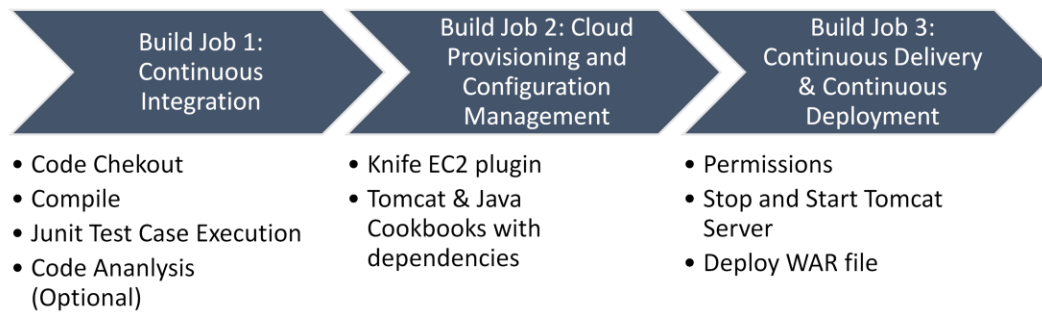 Build Job 1:
Continuous
Integration
Build Job 2: Cloud
Provisioning and
Configuration
Management
Build Job 3:
Continuous Delivery
& Continuous
Deployment
• Code Chekout
• Compile
• Junit Test Case Execution
• Code Ananlysis
(Optional)
• Knife EC2 plugin
• Tomcat & Java
Cookbooks with
dependencies
• Permissions
• Stop and Start Tomcat
Server
• Deploy WAR file